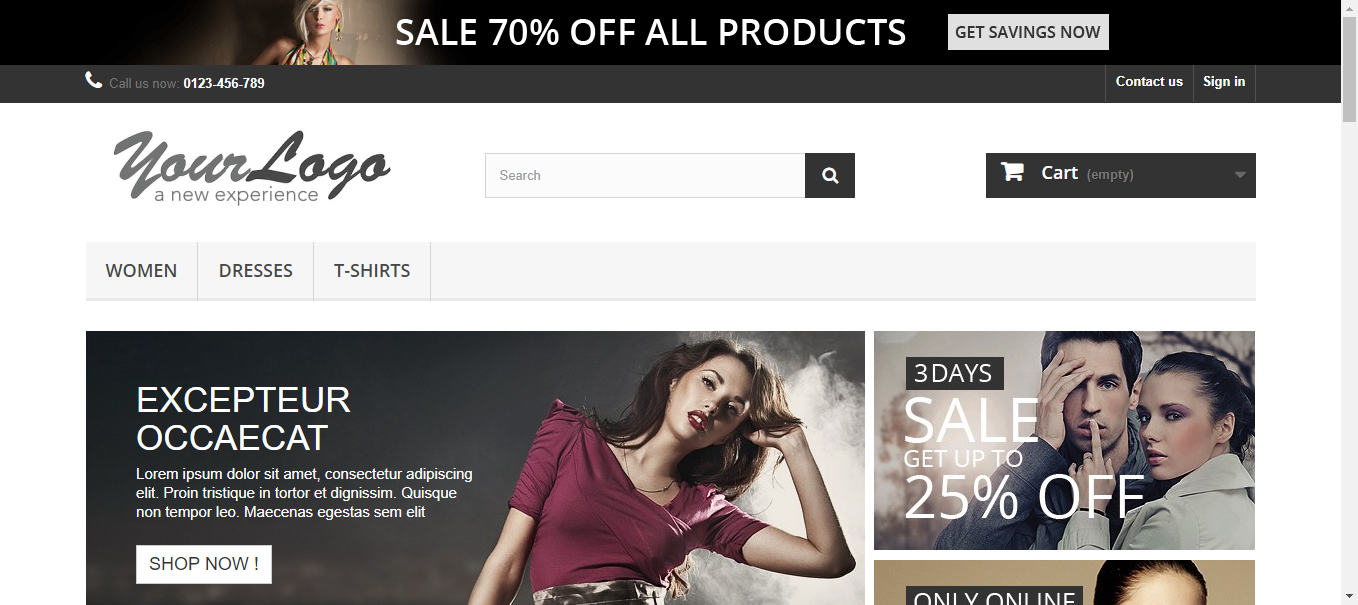 SALE 70% OFF ALL PRODUCTS
GET SAVINGS NOW
Call us now: 0123-456-789
Contact us
Sign in
YourLogo
a new experience
Search
Cart (empty)
WOMEN
DRESSES
T-SHIRTS
EXCEPTEUR
OCCAECAT
Lorem ipsum dolor sit amet, consectetur adipiscing
elit. Proin tristique in tortor et dignissim. Quisque
non tempor leo. Maecenas egestas sem elit
SHOP NOW !
3DAYS
SALE
GET UP TO
25% OFF
ONLY ONLINE